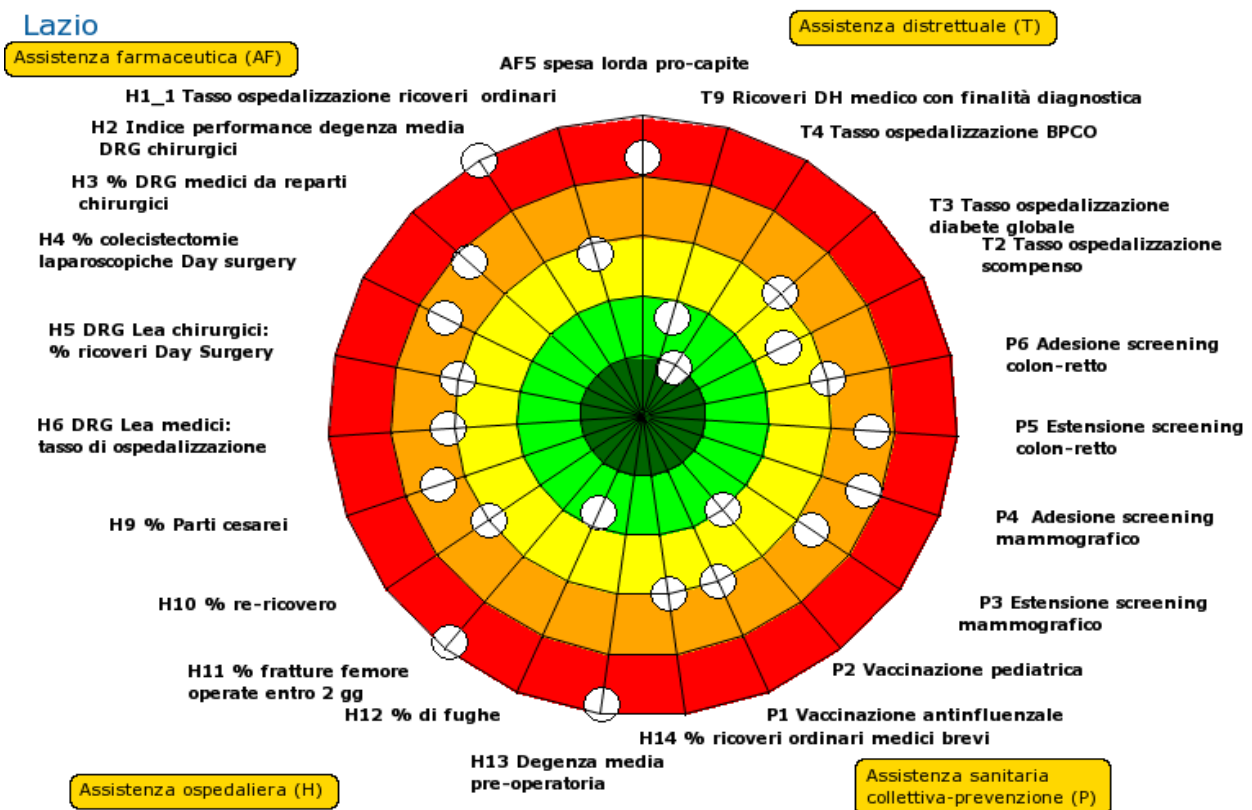 Lazio
Assistenza farmaceutica (AF)
Assistenza distrettuale (T)
AF5 spesa lorda pro-capite
H1_1 Tasso ospedalizzazione ricoveri ordinari
T9 Ricoveri DH medico con finalità diagnostica
H2 Indice performance degenza media
DRG chirurgici
T4 Tasso ospedalizzazione BPCO
H3 % DRG medici da reparti
chirurgici
T3 Tasso ospedalizzazione
diabete globale
H4 % colecistectomie
laparoscopiche Day surgery
T2 Tasso ospedalizzazione
scompenso
H5 DRG Lea chirurgici:
% ricoveri Day Surgery
P6 Adesione screening
colon-retto
H6 DRG Lea medici:
tasso di ospedalizzazione
P5 Estensione screening
colon-retto
H9 % Parti cesarei
P4 Adesione screening
mammografico
H10 % re-ricovero
P3 Estensione screening
mammografico
H11 % fratture femore
operate entro 2 gg
P2 Vaccinazione pediatrica
H12 % di fughe
P1 Vaccinazione antinfluenzale
H14 % ricoveri ordinari medici brevi
H13 Degenza media
pre-operatoria
Assistenza ospedaliera (H)
Assistenza sanitaria
collettiva-prevenzione (P)